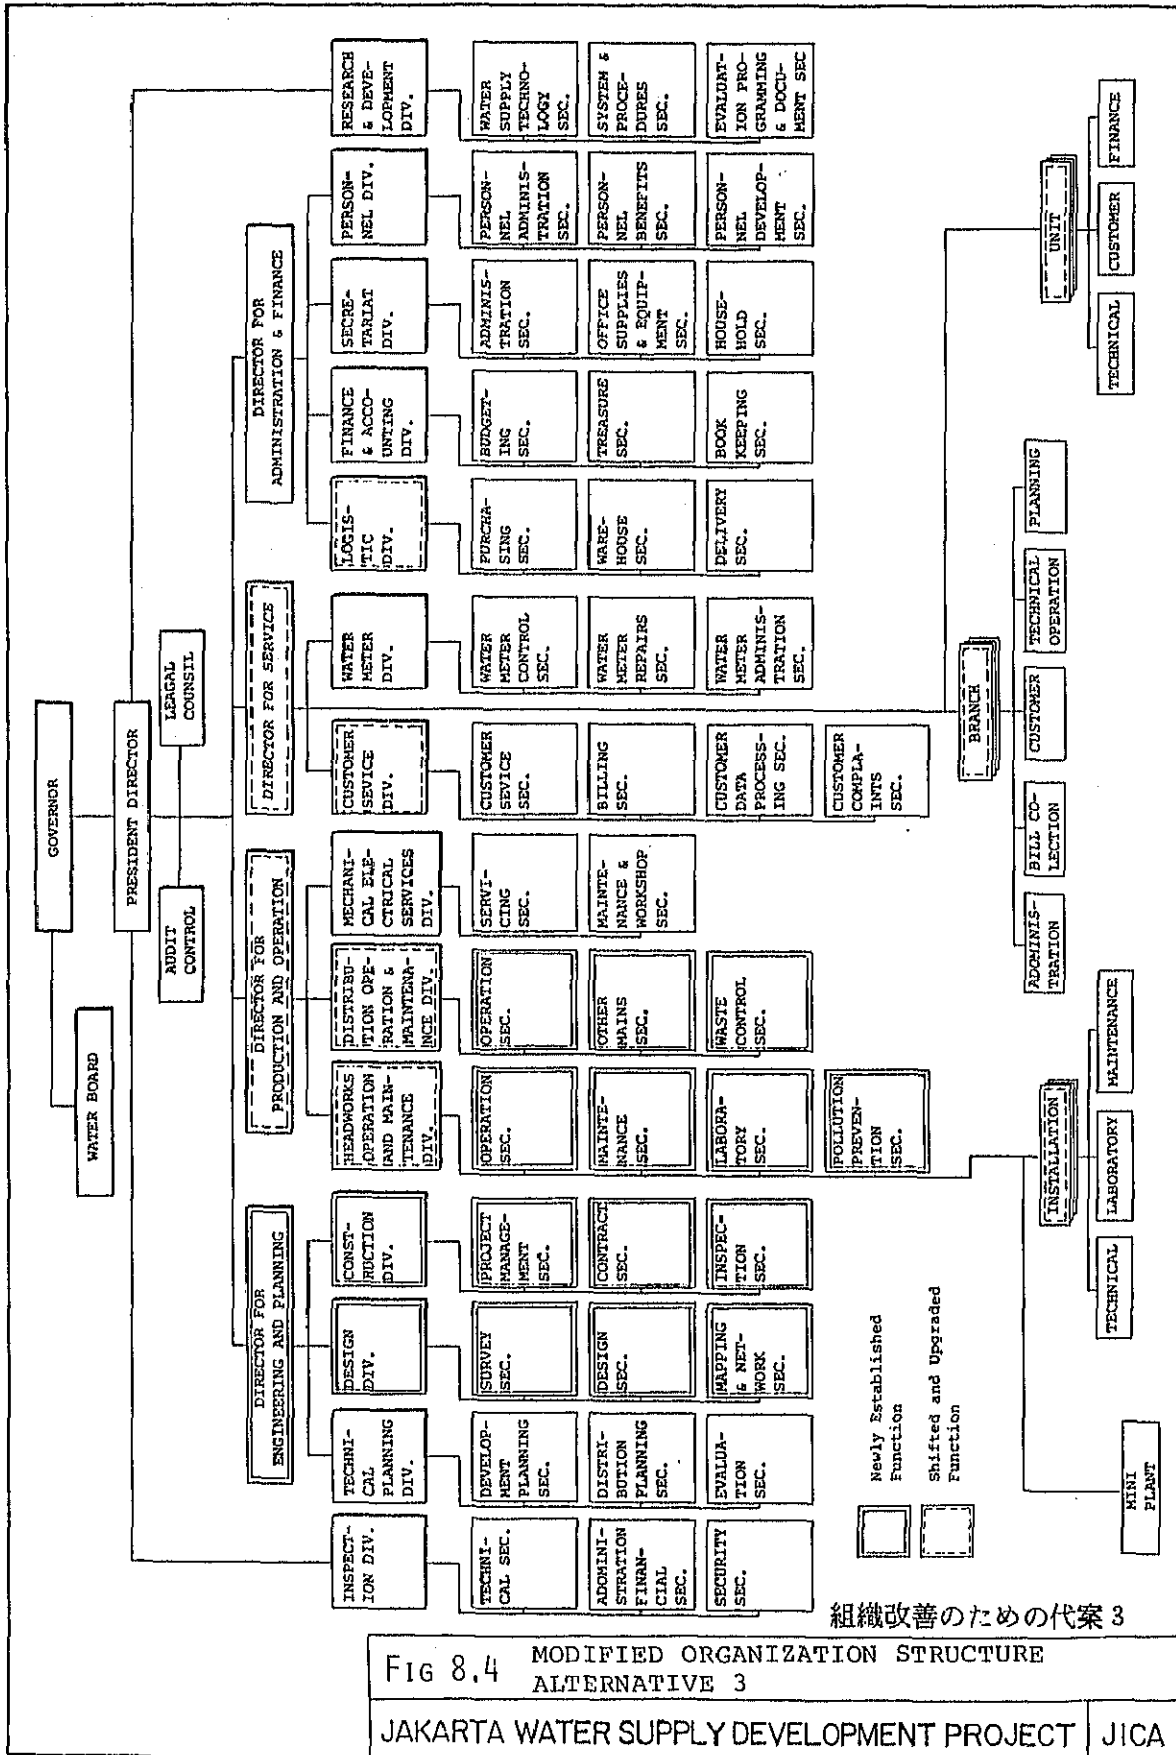 GOVERNOR
WATER BOARD
PRESIDENT DIRECTOR
AUDIT
CONTROL
LEAGAL
COUNSIL
DIRECTOR FOR
ENGINEERING AND PLANNING
DIRECTOR FOR
PRODUCTION AND OPERATION
DIRECTOR FOR SERVICE
DIRECTOR FOR
ADMINISTRATION & FINANCE
INSPECT-
ION DIV.
TECHNI-
CAL
PLANNING
DIV.
DESIGN
DIV.
CONST-
RUCTION
DIV.
HEADWORKS
OPERATION
AND MAIN-
TENANCE
DIV.
DISTRIBU-
TION OPE-
RATION &
MAINTENA-
NCE DIV.
MECHANI-
CAL ELE-
CTRICAL
SERVICES
DIV.
CUSTOMER
SEVICE
DIV.
WATER
METER
DIV.
LOGIS-
TIC
DIV.
FINANCE
& ACCO-
UNTING
DIV.
SECRE-
TARIAT
DIV.
PERSON-
NEL DIV.
RESEARCH
& DEVE-
LOPMENT
DIV.
TECHNI-
CAL SEC.
DEVELOP-
MENT
PLANNING
SEC.
SURVEY
SEC.
PROJECT
MANAGE-
MENT
SEC.
OPERATION
SEC.
OPERATION
SEC.
SERVI-
CING
SEC.
CUSTOMER
SEVICE
SEC.
WATER
METER
CONTROL
SEC.
PURCHA-
SING
SEC.
BUDGET-
ING
SEC.
ADMINIS-
TRATION
SEC.
PERSON-
NEL
ADMINIS-
TRATION
SEC.
WATER
SUPPLY
TECHNO-
LOGY
SEC.
ADOMINI-
STRATION
FINAN-
CIAL
SEC.
DISTRI-
BUTION
PLANNING
SEC.
DESIGN
SEC.
CONTRACT
SEC.
MAINTE-
NANCE
SEC.
OTHER
MAINS
SEC.
MAINTE-
NANCE &
WORKSHOP
SEC.
BILLING
SEC.
WATER
METER
REPAIRS
SEC.
WARE-
HOUSE
SEC.
TREASURE
SEC.
OFFICE
SUPPLIES
& EQUIP-
MENT
SEC.
PERSON-
NEL
BENEFITS
SEC.
SYSTEM &
PROCE-
DURES
SEC.
SECURITY
SEC.
EVALUA-
TION
SEC.
MAPPING
& NET-
WORK
SEC.
INSPEC-
TION
SEC.
LABORA-
TORY
SEC.
WASTE
CONTROL
SEC.
CUSTOMER
DATA
PROCESS-
ING SEC.
WATER
METER
ADMINIS-
TRATION
SEC.
DELIVERY
SEC.
BOOK
KEEPING
SEC.
HOUSE-
HOLD
SEC.
PERSON-
NEL
DEVELOP-
MENT
SEC.
EVALUAT-
ION PRO-
GRAMMING
& DOCU-
MENT SEC
POLLUTION
PREVEN-
TION
SEC.
CUSTOMER
COMPLA-
INTS
SEC.
Newly Established
Function
Shifted and Upgraded
Function
MINI
PLANT
INSTALLATION
TECHNICAL
LABORATORY
MAINTENANCE
BRANCH
ADOMINIS-
TRATION
BILL CO-
LECTION
CUSTOMER
TECHNICAL
OPERATION
PLANNING
UNIT
TECHNICAL
CUSTOMER
FINANCE
組織改善のための代案3
FIG 8.4 MODIFIED ORGANIZATION STRUCTURE
ALTERNATIVE 3
JAKARTA WATER SUPPLY DEVELOPMENT PROJECT JICA